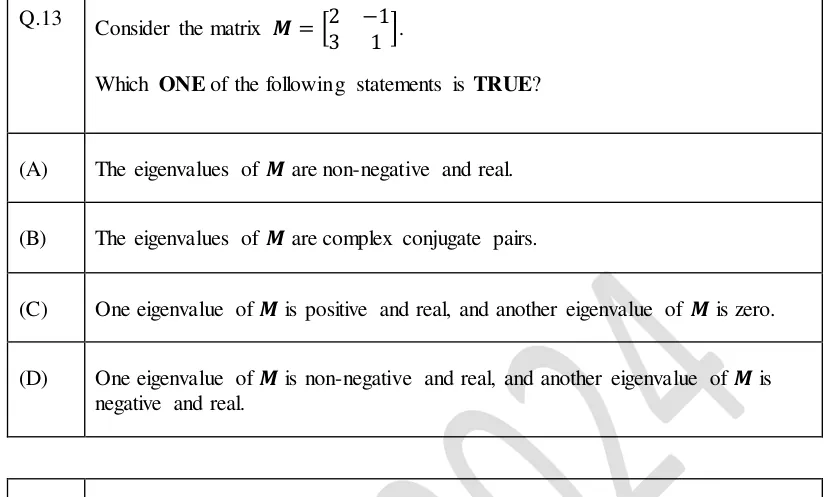 Q.13
Consider the matrix 𝑴 = [2 −1
3 1].
Which ONE of the following statements is TRUE?
(A) The eigenvalues of 𝑴 are non-negative and real.
(B) The eigenvalues of 𝑴 are complex conjugate pairs.
(C) One eigenvalue of 𝑴 is positive and real, and another eigenvalue of 𝑴 is zero.
(D) One eigenvalue of 𝑴 is non-negative and real, and another eigenvalue of 𝑴 is
negative and real.
2024